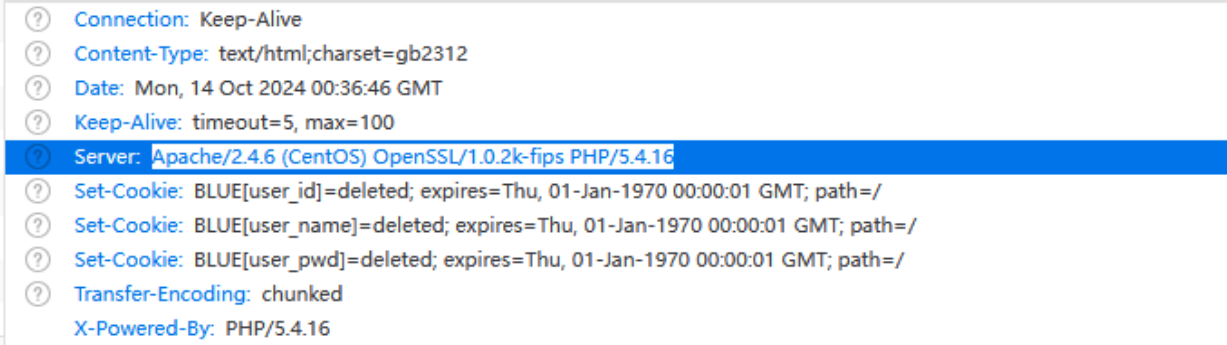 Connection: Keep-Alive
Content-Type: text/html;charset=gb2312
Date: Mon, 14 Oct 2024 00:36:46 GMT
Keep-Alive: timeout=5, max=100
Server: Apache/2.4.6 (CentOS) OpenSSL/1.0.2k-fips PHP/5.4.16
Set-Cookie: BLUE[user_id]=deleted; expires=Thu, 01-Jan-1970 00:00:01 GMT; path=/
Set-Cookie: BLUE[user_name]=deleted; expires=Thu, 01-Jan-1970 00:00:01 GMT; path=/
Set-Cookie: BLUE[user_pwd]=deleted; expires=Thu, 01-Jan-1970 00:00:01 GMT; path=/
Transfer-Encoding: chunked
X-Powered-By: PHP/5.4.16